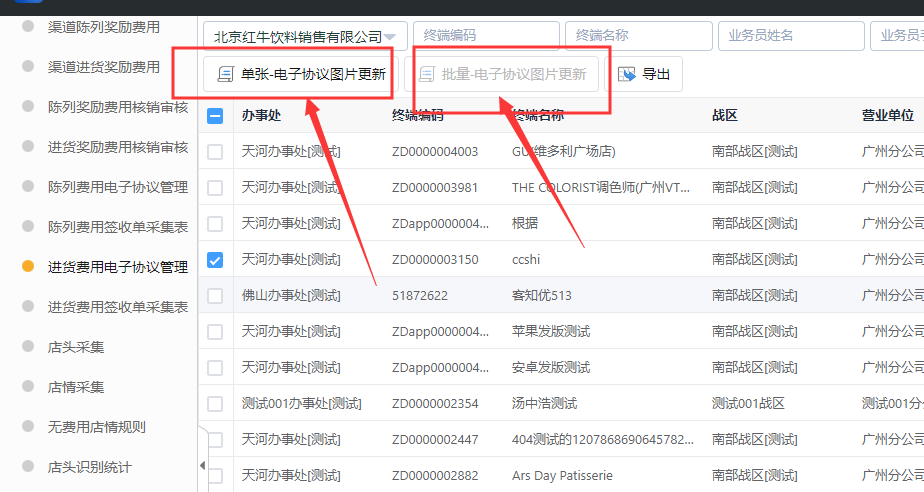 渠道陈列奖励费用
渠道进货奖励费用
陈列奖励费用核销审核
进货奖励费用核销审核
陈列费用电子协议管理
陈列费用签收单采集表
进货费用电子协议管理
进货费用签收单采集表
店头采集
店情采集
无费用店情规则
店头识别统计
北京红牛饮料销售有限公司 终端编码 终端名称 业务员姓名 业务员手
单张-电子协议图片更新 批量-电子协议图片更新 导出
办事处 终端编码 终端名称 战区 营业单位
天河办事处[测试] ZD0000004003 GU(维多利广场店) 南部战区[测试] 广州分公司
天河办事处[测试] ZD0000003981 THE COLORIST调色师(广州VT... 南部战区[测试] 广州分公司
天河办事处[测试] ZDapp0000004... 根据 南部战区[测试] 广州分公司
天河办事处[测试] ZD0000003150 ccshi 南部战区[测试] 广州分公司
佛山办事处[测试] 51872622 客知优513 南部战区[测试] 广州分公司
天河办事处[测试] ZDapp0000004... 苹果发版测试 南部战区[测试] 广州分公司
天河办事处[测试] ZDapp0000004... 安卓发版测试 南部战区[测试] 广州分公司
测试001办事处[测试] ZD0000002354 汤中浩测试 测试001战区 测试001分
天河办事处[测试] ZD0000002447 404测试的1207868690645782... 南部战区[测试] 广州分公司
天河办事处[测试] ZD0000002882 Ars Day Patisserie 南部战区[测试] 广州分公司